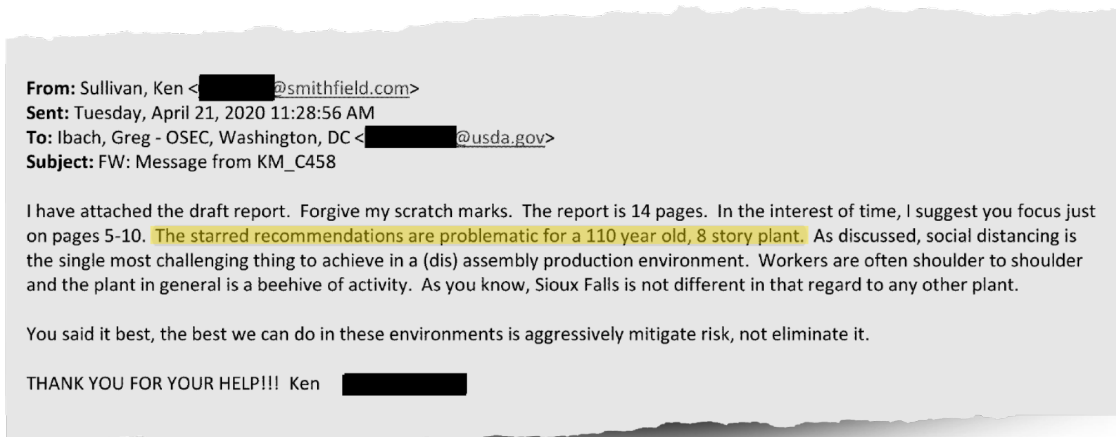 From: Sullivan, Ken < @smithfield.com>
Sent: Tuesday, April 21, 2020 11:28:56 AM
To: Ibach, Greg - OSEC, Washington, DC < @usda.gov>
Subject: FW: Message from KM_C458
I have attached the draft report. Forgive my scratch marks. The report is 14 pages. In the interest of time, I suggest you focus just
on pages 5-10. The starred recommendations are problematic for a 110 year old, 8 story plant. As discussed, social distancing is
the single most challenging thing to achieve in a (dis) assembly production environment. Workers are often shoulder to shoulder
and the plant in general is a beehive of activity. As you know, Sioux Falls is not different in that regard to any other plant.
You said it best, the best we can do in these environments is aggressively mitigate risk, not eliminate it.
THANK YOU FOR YOUR HELP!!! Ken